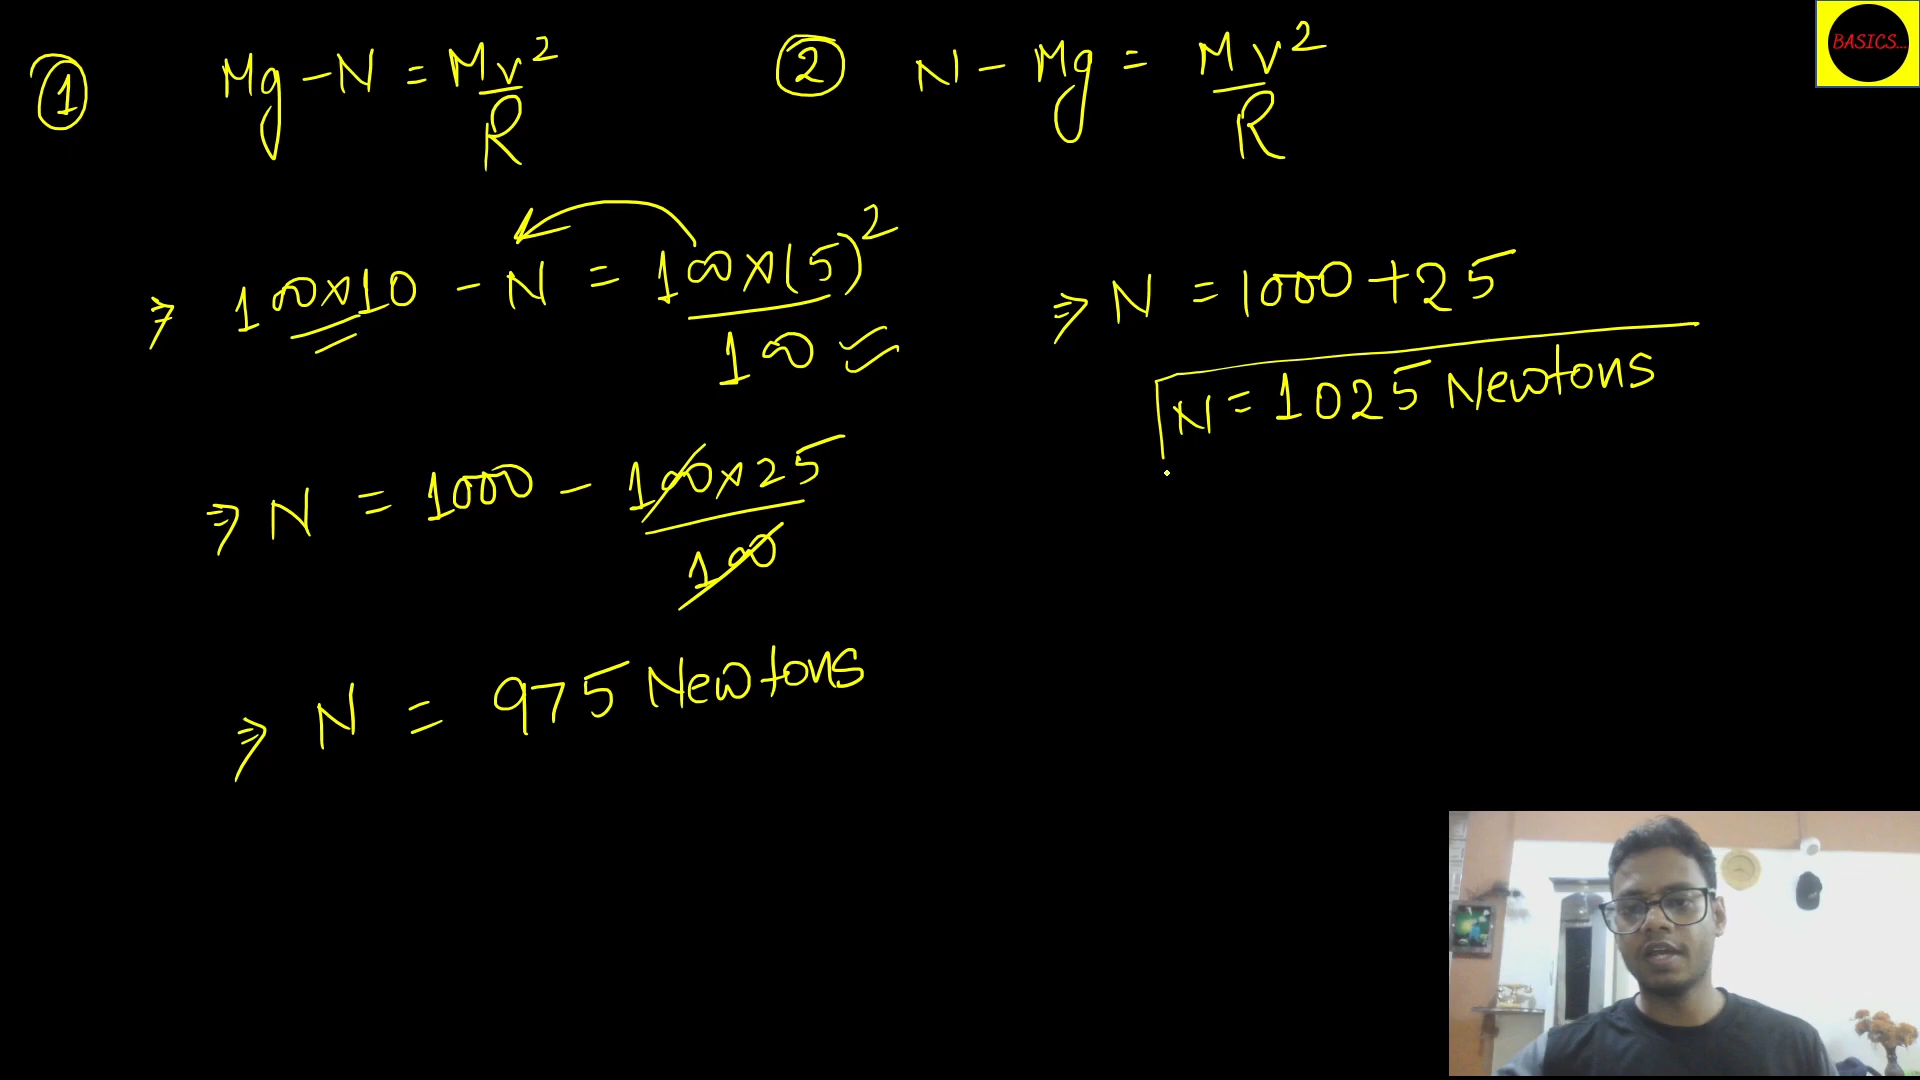 ① Mg - N = Mv²/R
⇒ 100×10 - N = 100×(5)²/100
⇒ N = 1000 - 100×25/100
⇒ N = 975 Newtons
② N - Mg = Mv²/R
⇒ N = 1000 + 25
N = 1025 Newtons
BASICS...